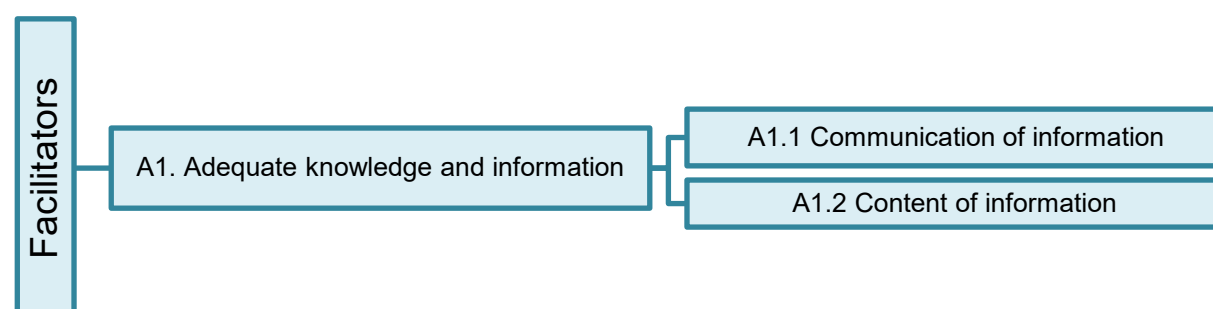 Facilitators
A1. Adequate knowledge and information
A1.1 Communication of information
A1.2 Content of information